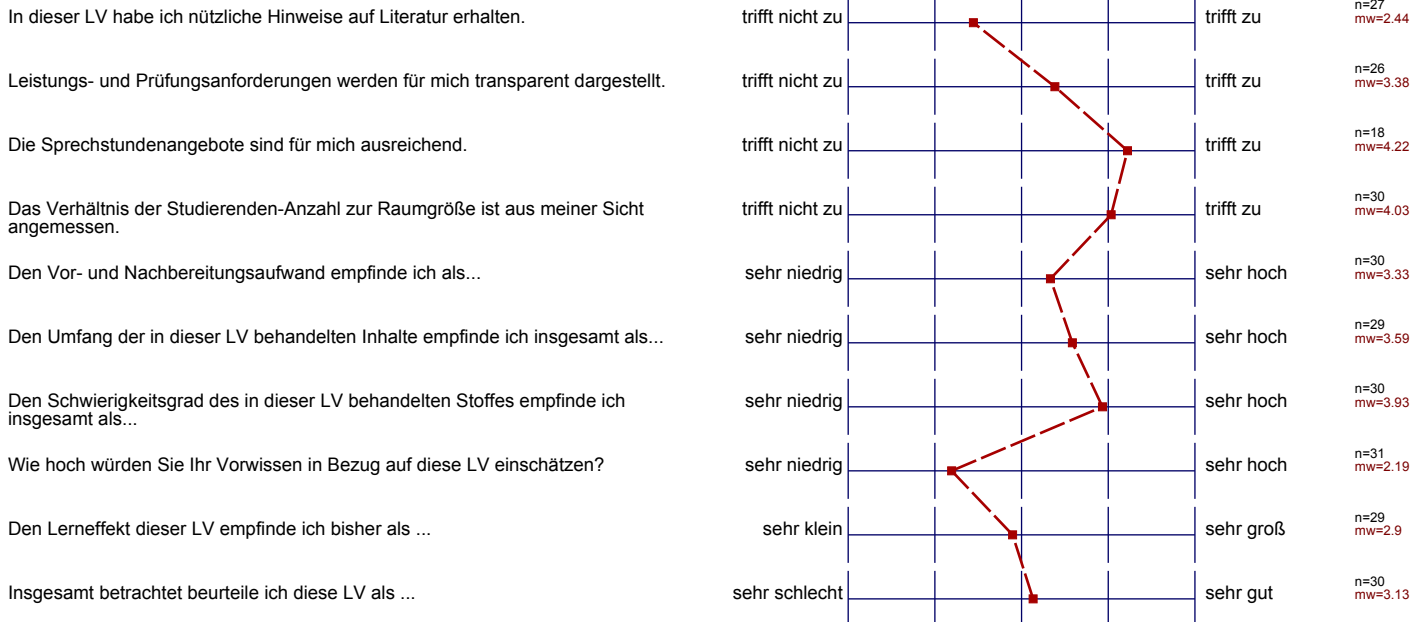 In dieser LV habe ich nützliche Hinweise auf Literatur erhalten. trifft nicht zu trifft zu n=27
mw=2.44
Leistungs- und Prüfungsanforderungen werden für mich transparent dargestellt. trifft nicht zu trifft zu n=26
mw=3.38
Die Sprechstundenangebote sind für mich ausreichend. trifft nicht zu trifft zu n=18
mw=4.22
Das Verhältnis der Studierenden-Anzahl zur Raumgröße ist aus meiner Sicht trifft nicht zu trifft zu n=30
angemessen. mw=4.03
Den Vor- und Nachbereitungsaufwand empfinde ich als... sehr niedrig sehr hoch n=30
mw=3.33
Den Umfang der in dieser LV behandelten Inhalte empfinde ich insgesamt als... sehr niedrig sehr hoch n=29
mw=3.59
Den Schwierigkeitsgrad des in dieser LV behandelten Stoffes empfinde ich sehr niedrig sehr hoch n=30
insgesamt als... mw=3.93
Wie hoch würden Sie Ihr Vorwissen in Bezug auf diese LV einschätzen? sehr niedrig sehr hoch n=31
mw=2.19
Den Lerneffekt dieser LV empfinde ich bisher als ... sehr klein sehr groß n=29
mw=2.9
Insgesamt betrachtet beurteile ich diese LV als ... sehr schlecht sehr gut n=30
mw=3.13